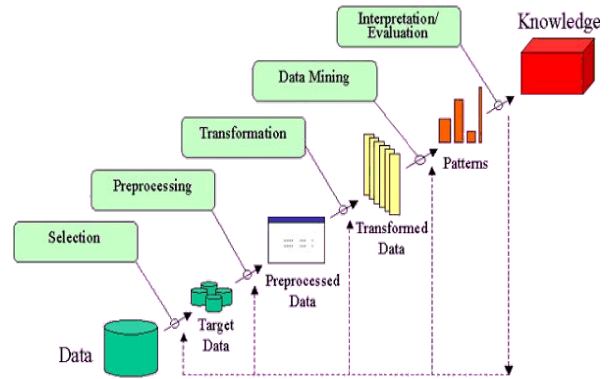 Interpretation/
Evaluation
Knowledge
Data Mining
Transformation
Patterns
Preprocessing
Transformed
Data
Selection
Preprocessed
Data
Target
Data
Data